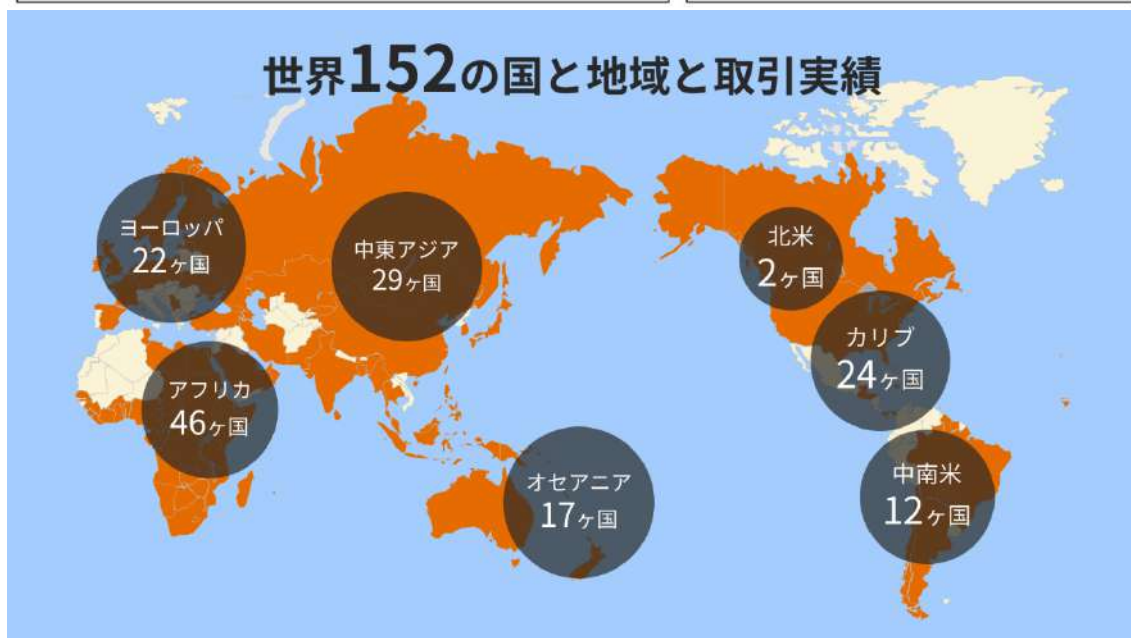 世界152の国と地域と取引実績
ヨーロッパ
22ヶ国
中東アジア
29ヶ国
北米
2ヶ国
カリブ
24ヶ国
アフリカ
46ヶ国
オセアニア
17ヶ国
中南米
12ヶ国